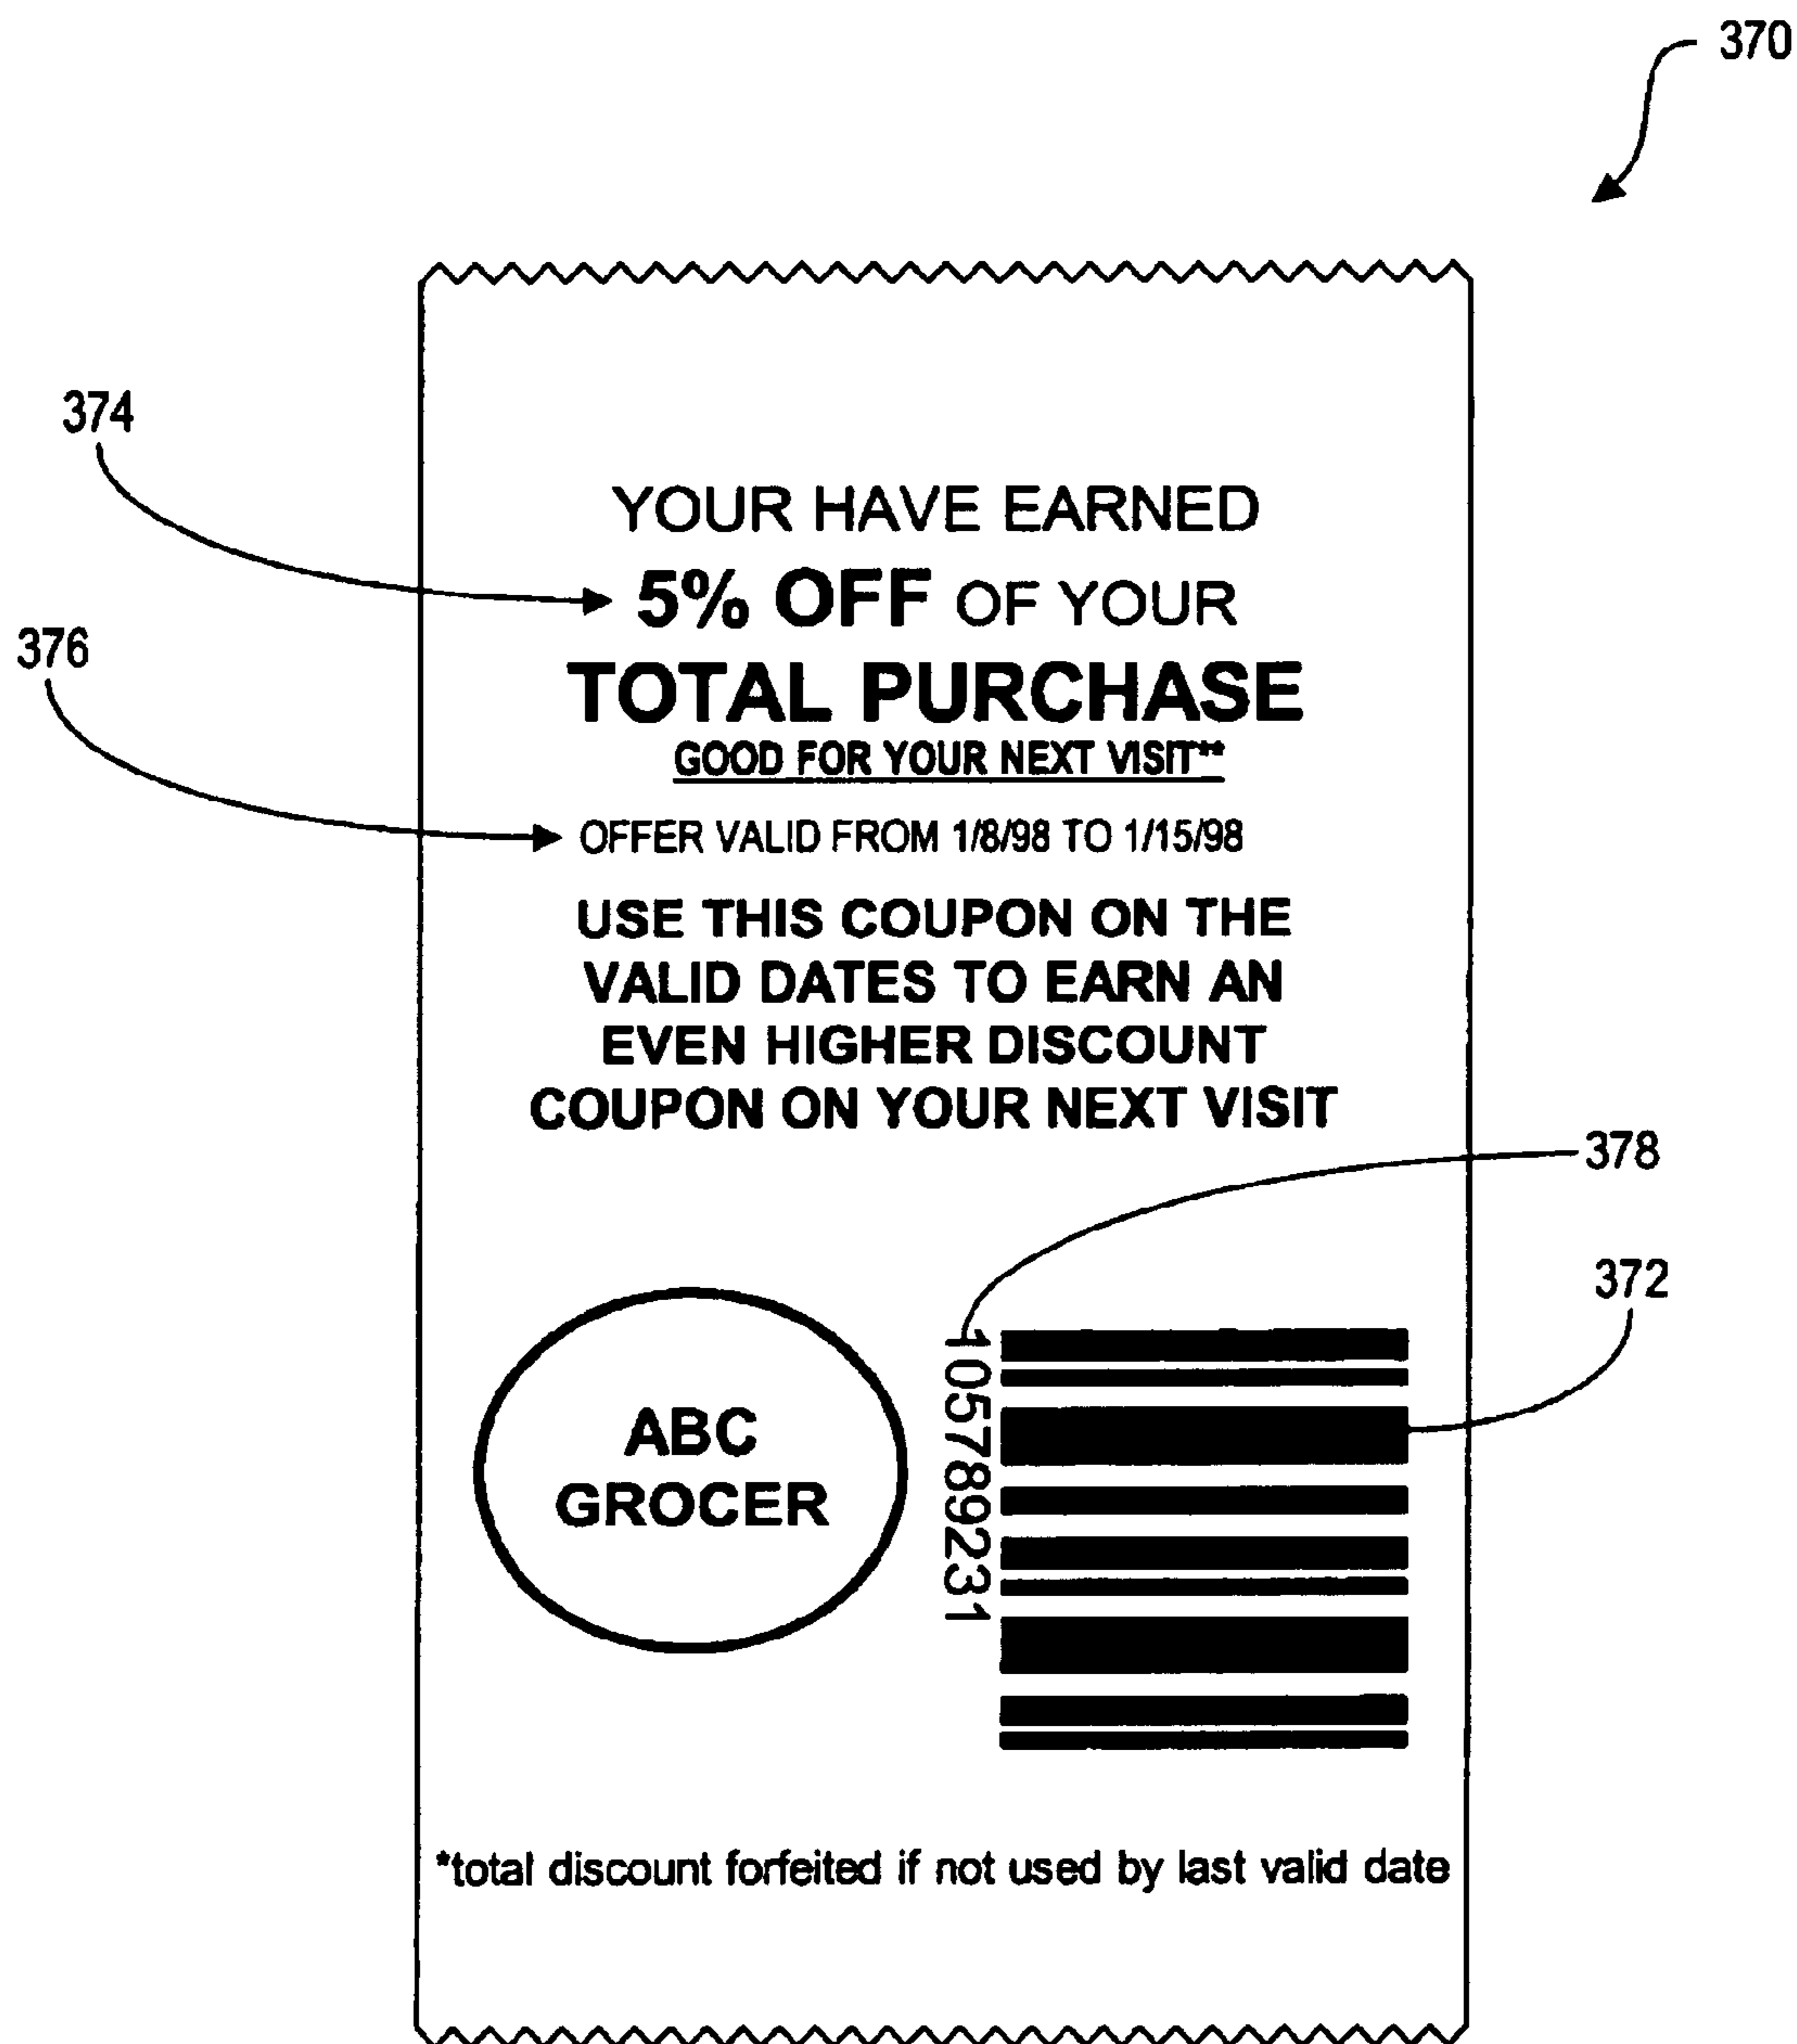 370
374
YOUR HAVE EARNED
5% OFF OF YOUR
376
TOTAL PURCHASE
GOOD FOR YOUR NEXT VISIT**
OFFER VALID FROM 1/8/98 TO 1/15/98
USE THIS COUPON ON THE
VALID DATES TO EARN AN
EVEN HIGHER DISCOUNT
COUPON ON YOUR NEXT VISIT
378
372
ABC
GROCER
105789231
*total discount forfeited if not used by last valid date